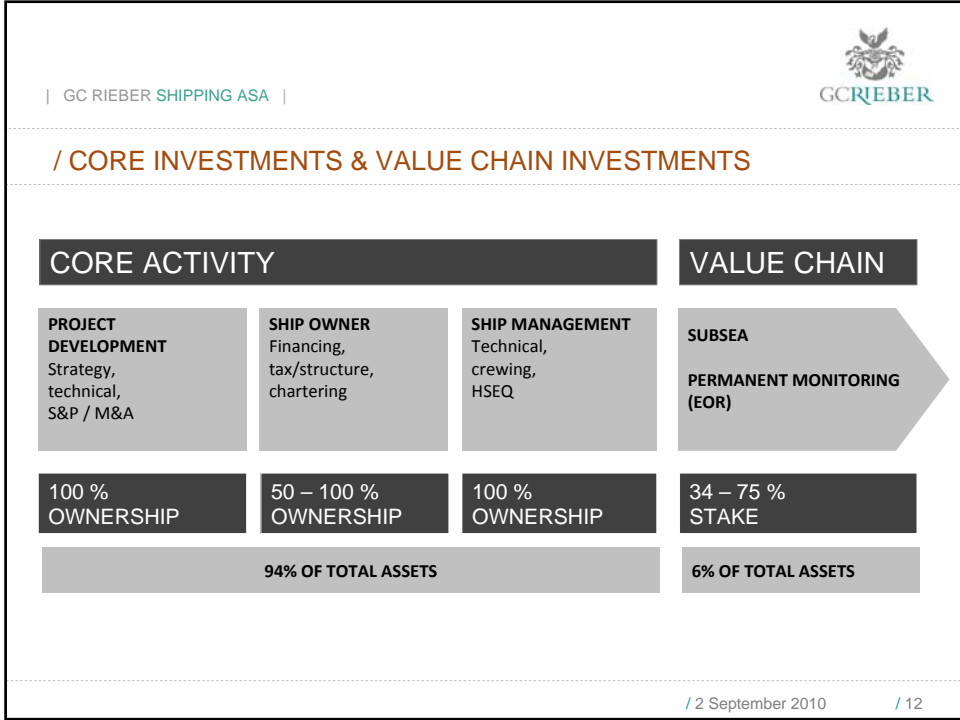 | GC RIEBER SHIPPING ASA |
GCRIEBER
/ CORE INVESTMENTS & VALUE CHAIN INVESTMENTS
CORE ACTIVITY
VALUE CHAIN
PROJECT
DEVELOPMENT
Strategy,
technical,
S&P / M&A
SHIP OWNER
Financing,
tax/structure,
chartering
SHIP MANAGEMENT
Technical,
crewing,
HSEQ
SUBSEA
PERMANENT MONITORING
(EOR)
100 %
OWNERSHIP
50 – 100 %
OWNERSHIP
100 %
OWNERSHIP
34 – 75 %
STAKE
94% OF TOTAL ASSETS
6% OF TOTAL ASSETS
/ 2 September 2010
/ 12